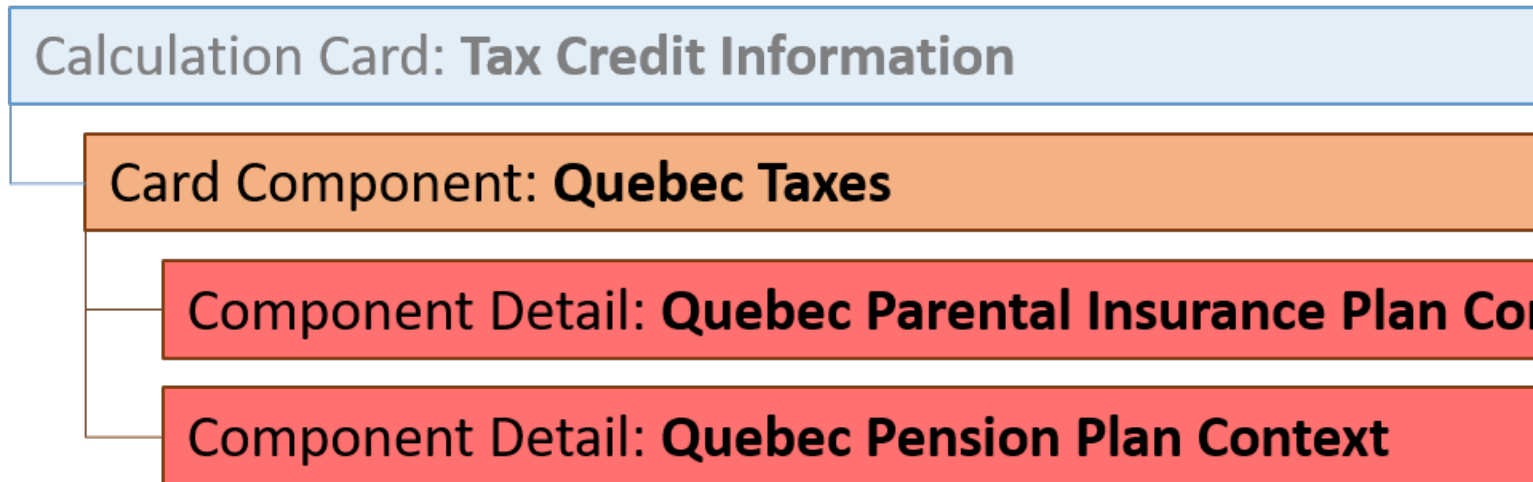 Calculation Card: Tax Credit Information
Card Component: Quebec Taxes
Component Detail: Quebec Parental Insurance Plan
Component Detail: Quebec Pension Plan Context